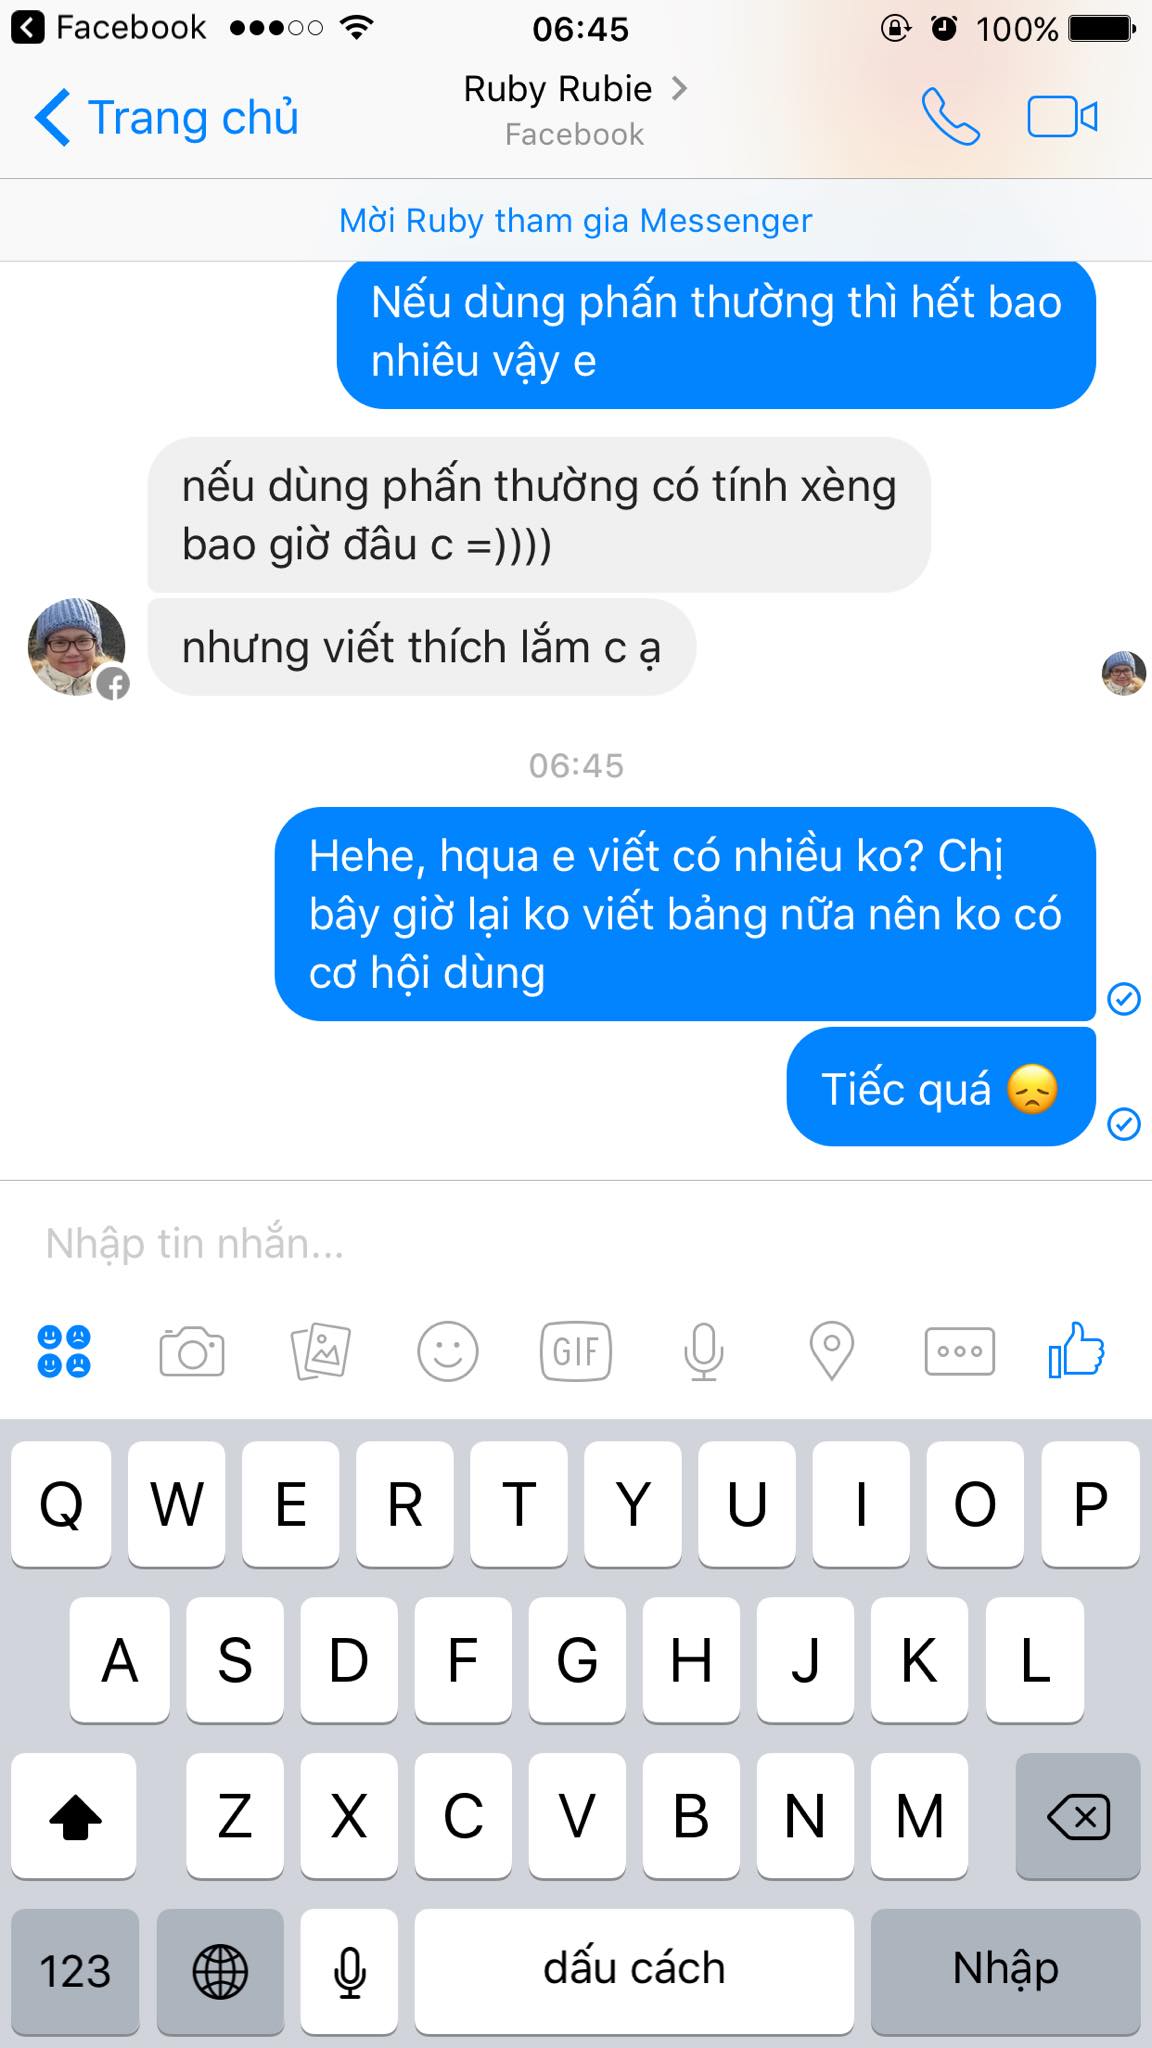 Facebook 06:45 100%
Trang chủ
Ruby Rubie
Facebook
Mời Ruby tham gia Messenger
Nếu dùng phấn thường thì hết bao
nhiêu vậy e
nếu dùng phấn thường có tính xèng
bao giờ đâu c =))))
nhưng viết thích lắm c ạ
06:45
Hehe, hqua e viết có nhiều ko? Chị
bây giờ lại ko viết bảng nữa nên ko có
cơ hội dùng
Tiếc quá 😞
Nhập tin nhắn...
GIF
Q W E R T Y U I O P
A S D F G H J K L
Z X C V B N M
123 dấu cách Nhập